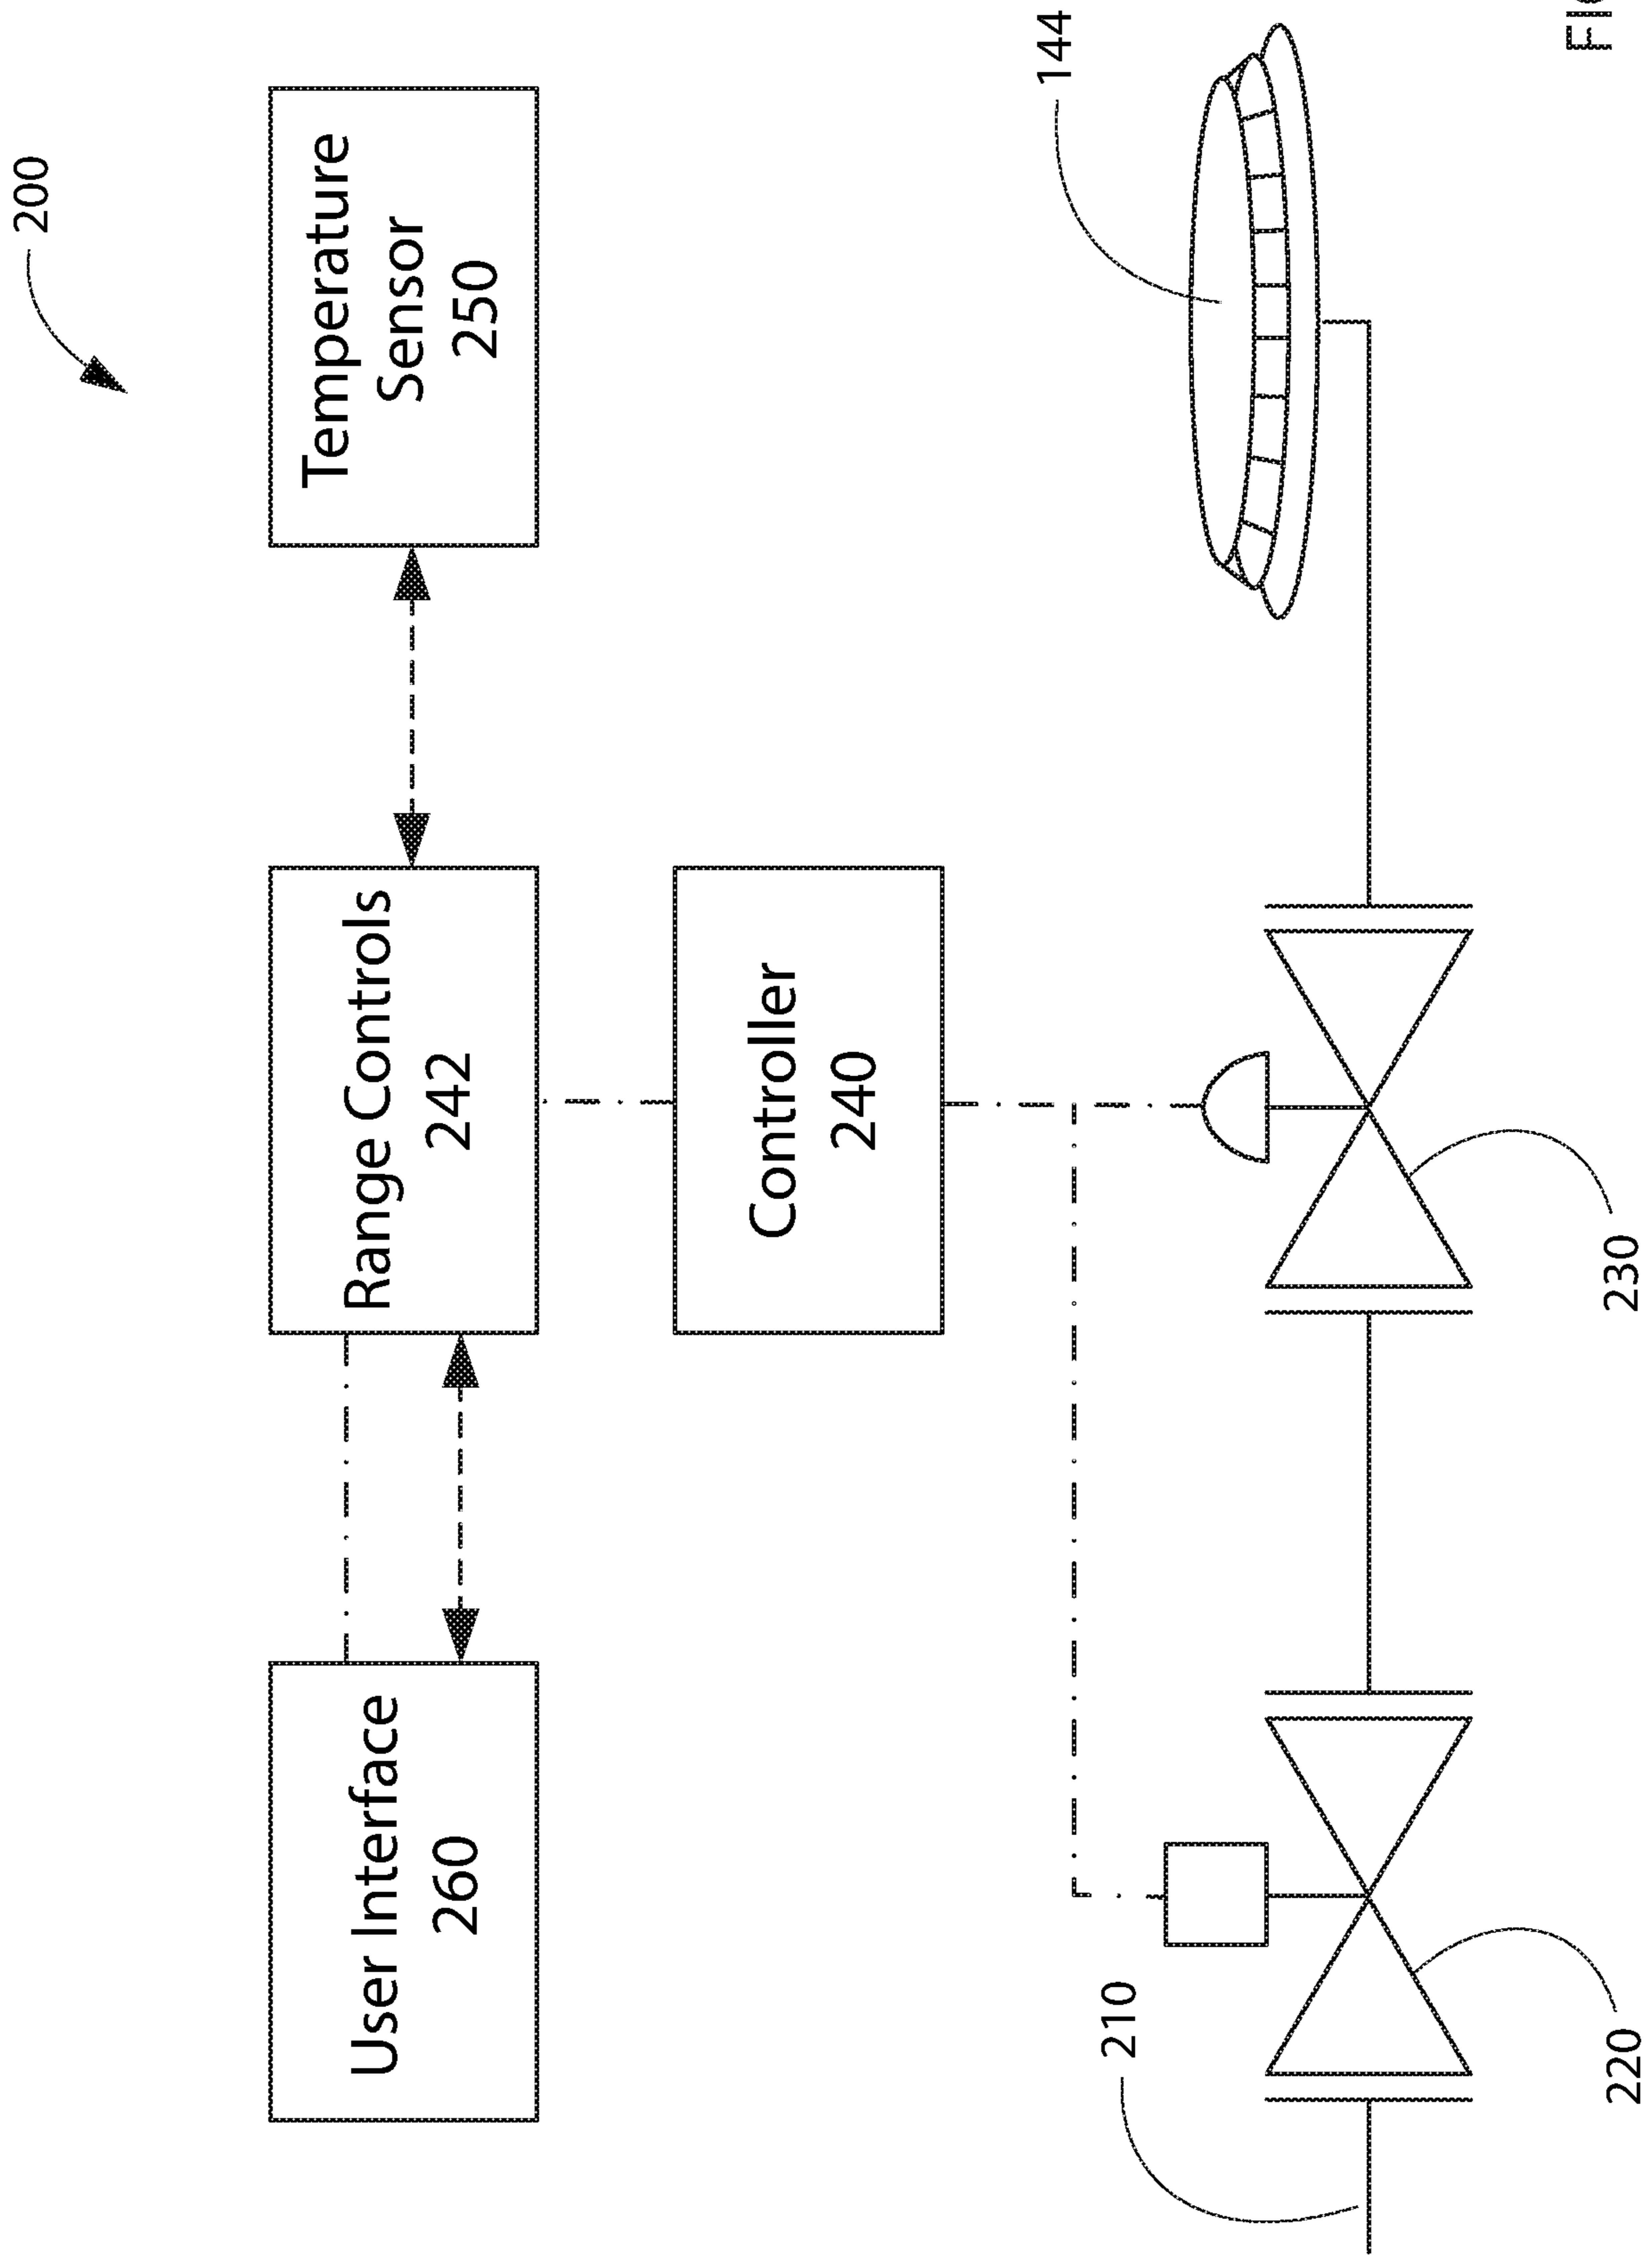 200
User Interface
260
Range Controls
242
Temperature
Sensor
250
Controller
240
144
210
220
230